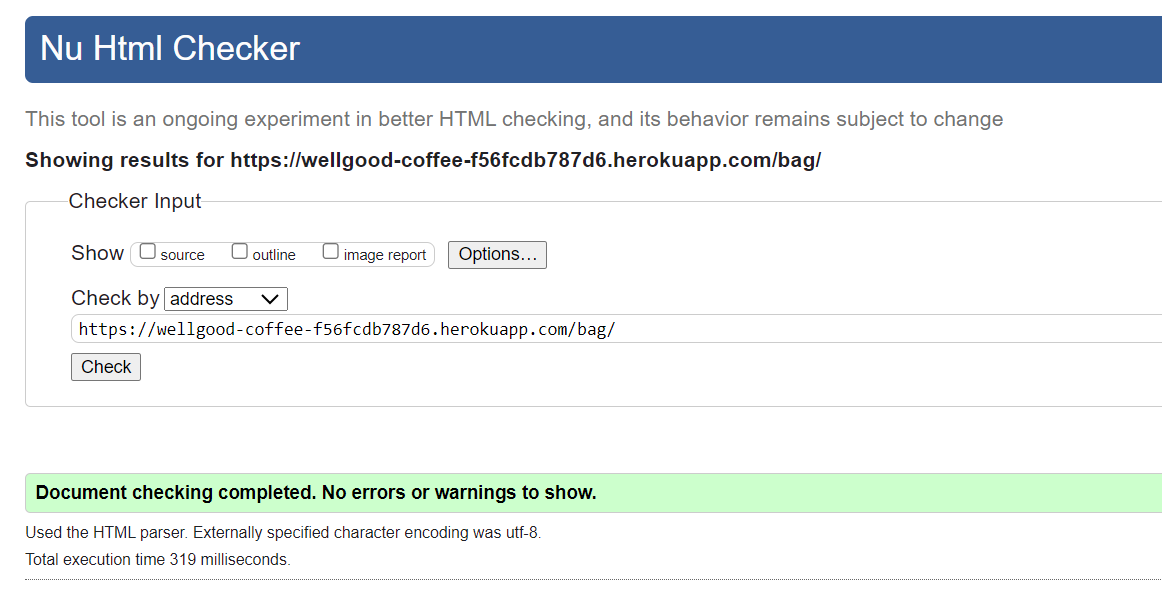 Nu Html Checker
This tool is an ongoing experiment in better HTML checking, and its behavior remains subject to change
Showing results for https://wellgood-coffee-f56fcdb787d6.herokuapp.com/bag/
Checker Input
Show source outline image report Options...
Check by address
https://wellgood-coffee-f56fcdb787d6.herokuapp.com/bag/
Check
Document checking completed. No errors or warnings to show.
Used the HTML parser. Externally specified character encoding was utf-8.
Total execution time 319 milliseconds.